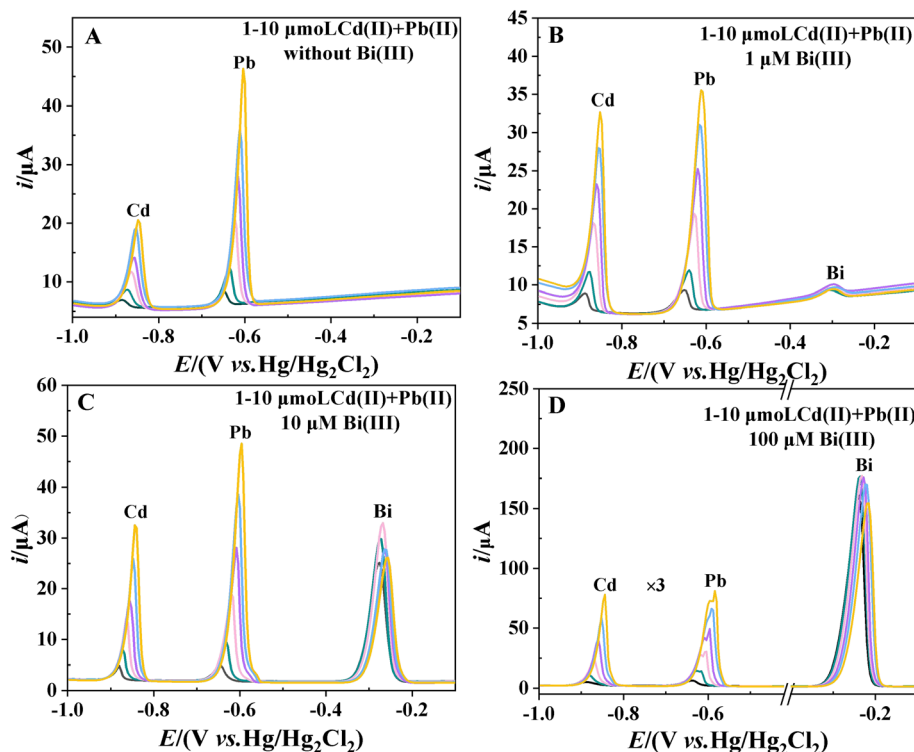 A
1-10 μmoLCd(II)+Pb(II)
without Bi(III)
Pb
Cd
50
40
30
20
10
i/μA
-1.0 -0.8 -0.6 -0.4 -0.2
E/(V vs.Hg/Hg₂Cl₂)
B
1-10 μmoLCd(II)+Pb(II)
1 μM Bi(III)
Cd
Pb
Bi
45
40
35
30
25
20
15
10
5
i/μA
-1.0 -0.8 -0.6 -0.4 -0.2
E/(V vs.Hg/Hg₂Cl₂)
C
1-10 μmoLCd(II)+Pb(II)
10 μM Bi(III)
Pb
Cd
Bi
60
50
40
30
20
10
0
i/μA)
-1.0 -0.8 -0.6 -0.4 -0.2
E/(V vs.Hg/Hg₂Cl₂)
D
1-10 μmoLCd(II)+Pb(II)
100 μM Bi(III)
Bi
Cd
×3
Pb
250
200
150
100
50
0
i/μA
-1.0 -0.8 -0.6 -0.2
E/(V vs.Hg/Hg₂Cl₂)